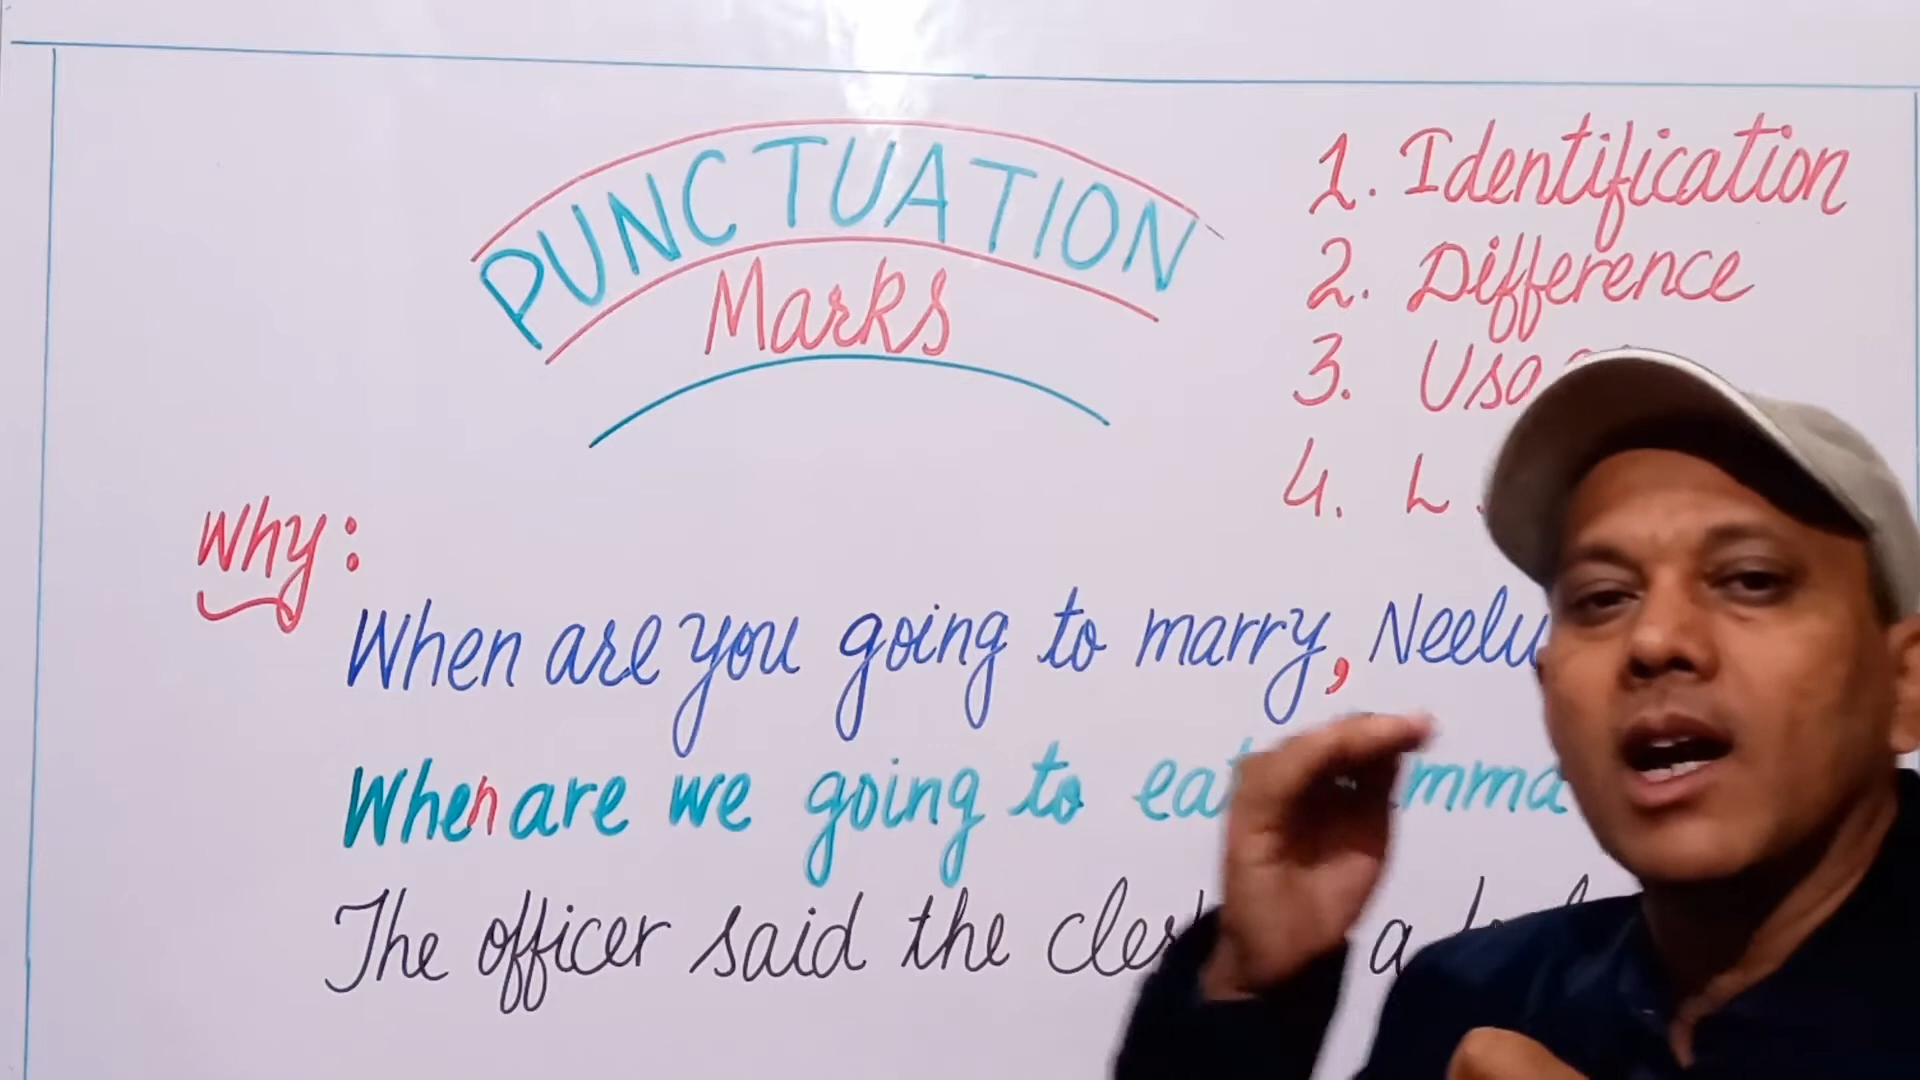 PUNCTUATION
Marks
1. Identification
2. Difference
3.
4.
Why:
When are you going to marry, Neelu
When are we going to eat
The officer said the a